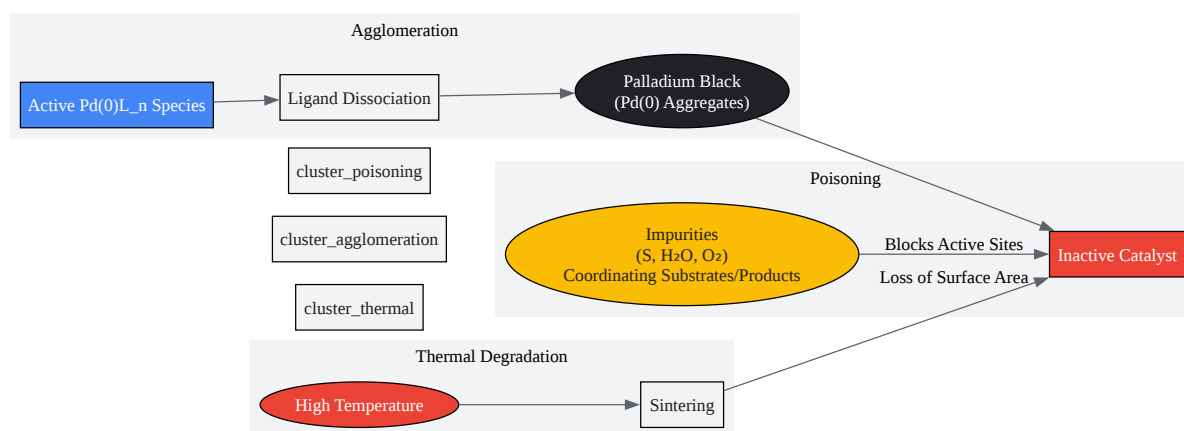 Agglomeration
Active Pd(0)L_n Species
Ligand Dissociation
Palladium Black
(Pd(0) Aggregates)
cluster_poisoning
cluster_agglomeration
cluster_thermal
Poisoning
Impurities
(S, H₂O, O₂)
Coordinating Substrates/Products
Blocks Active Sites
Loss of Surface Area
Inactive Catalyst
Thermal Degradation
High Temperature
Sintering